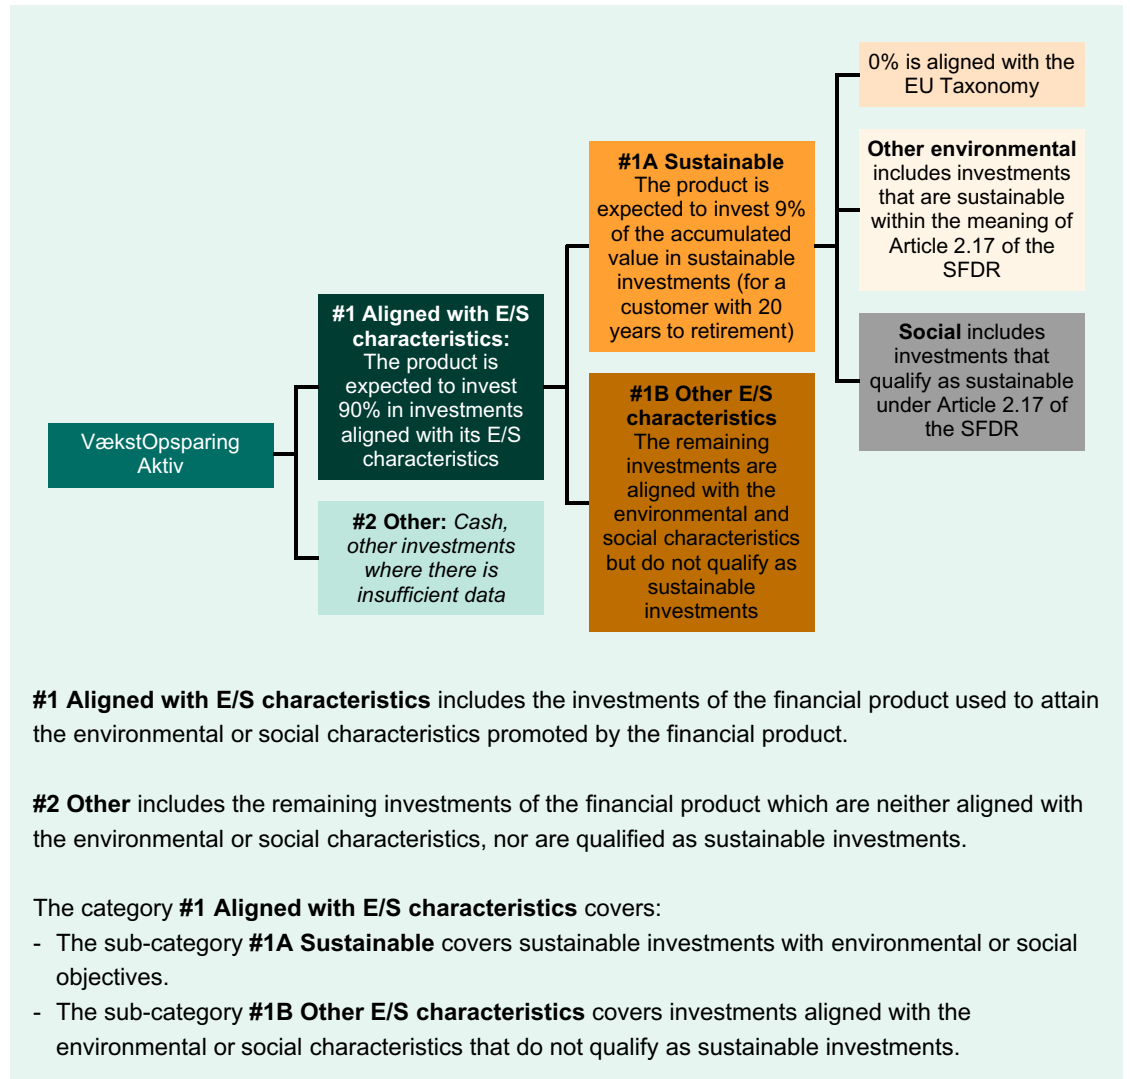 VækstOpsparing
Aktiv
#1 Aligned with E/S
characteristics:
The product is
expected to invest
90% in investments
aligned with its E/S
characteristics
#2 Other: Cash,
other investments
where there is
insufficient data
#1A Sustainable
The product is
expected to invest 9%
of the accumulated
value in sustainable
investments (for a
customer with 20
years to retirement)
#1B Other E/S
characteristics
The remaining
investments are
aligned with the
environmental and
social characteristics
but do not qualify as
sustainable
investments
0% is aligned with the
EU Taxonomy
Other environmental
includes investments
that are sustainable
within the meaning of
Article 2.17 of the
SFDR
Social includes
investments that
qualify as sustainable
under Article 2.17 of
the SFDR
#1 Aligned with E/S characteristics includes the investments of the financial product used to attain
the environmental or social characteristics promoted by the financial product.
#2 Other includes the remaining investments of the financial product which are neither aligned with
the environmental or social characteristics, nor are qualified as sustainable investments.
The category #1 Aligned with E/S characteristics covers:
- The sub-category #1A Sustainable covers sustainable investments with environmental or social
objectives.
- The sub-category #1B Other E/S characteristics covers investments aligned with the
environmental or social characteristics that do not qualify as sustainable investments.